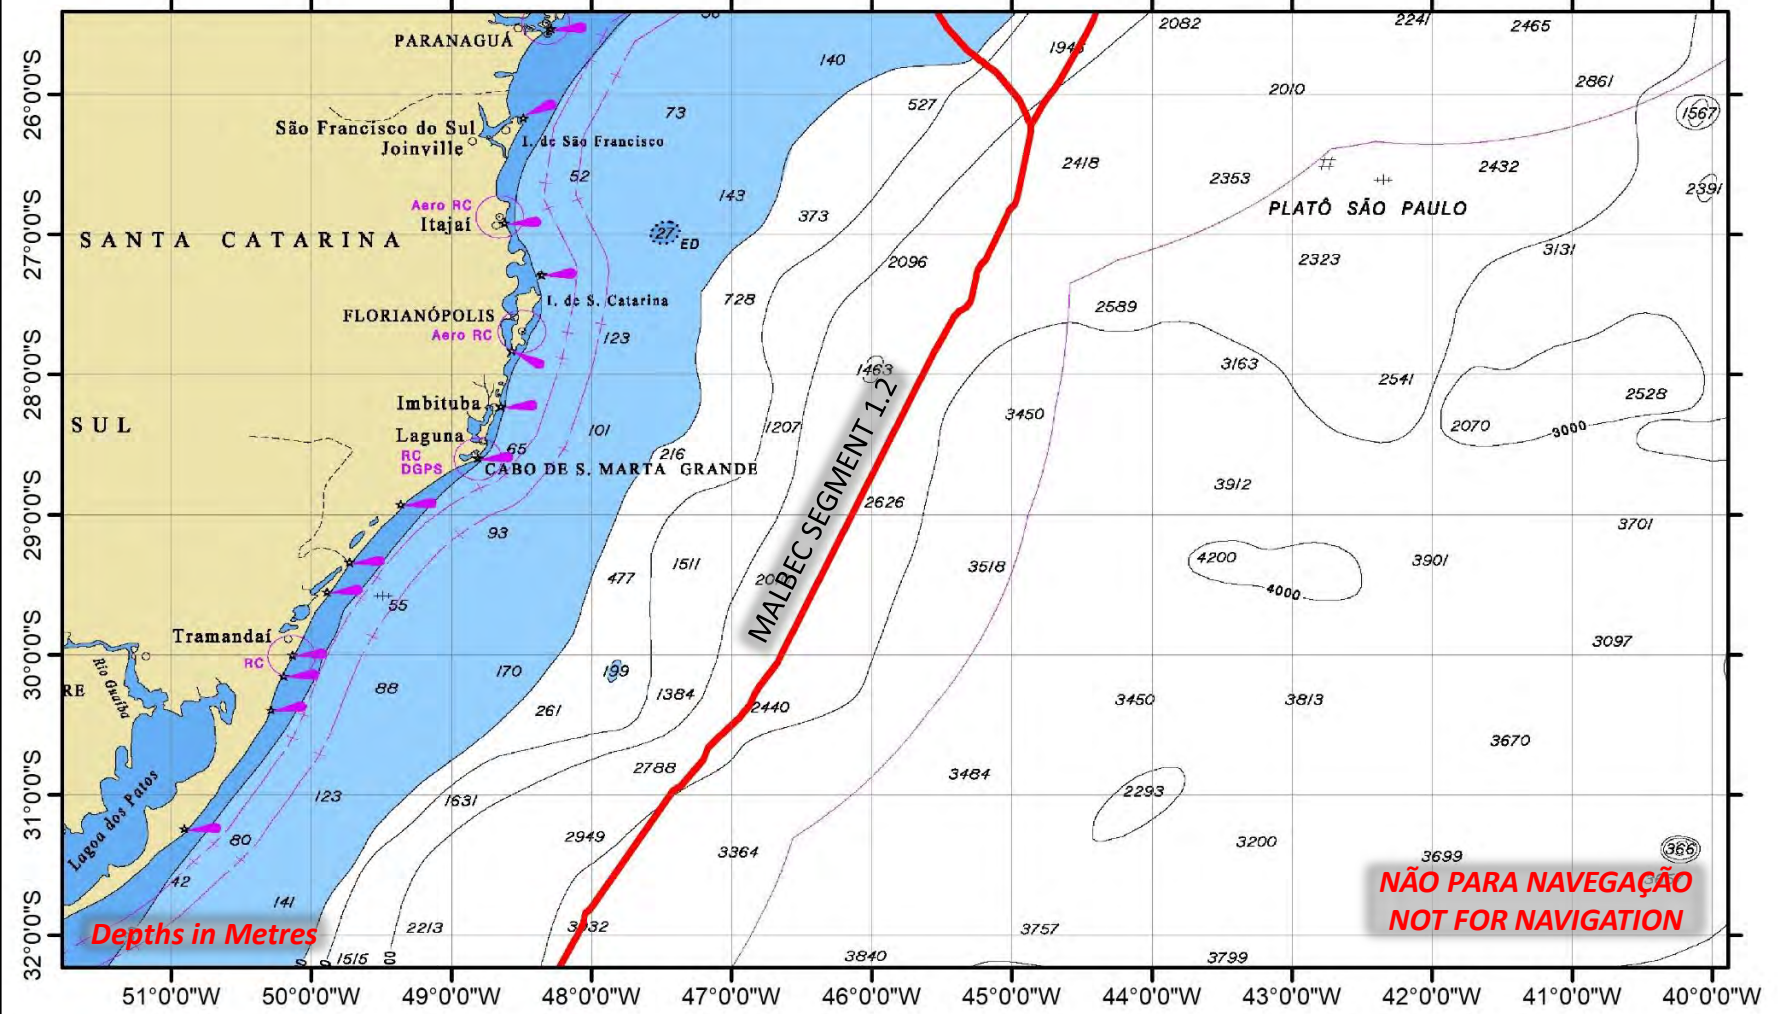 98
2082
2241
2465
PARANAGUÁ
140
1945
2861
26°0'0"S
527
2010
73
1567
São Francisco do Sul
Joinville
I. de São Francisco
2418
2432
52
2353
2391
143
Aero RC
Itajaí
373
PLATÔ SÃO PAULO
27°0'0"S
SANTA CATARINA
27
ED
3131
2096
2323
I. de S. Catarina
728
2589
FLORIANÓPOLIS
Aero RC
123
28°0'0"S
1463
3163
2541
2528
Imbituba
3450
SUL
Laguna
101
1207
2070
3000
65
RC
DGPS
CABO DE S. MARTA GRANDE
216
MALBEC SEGMENT 1.2
3912
29°0'0"S
2626
3701
93
1511
477
3518
4200
3901
4000
55
Tramandaí
RC
3097
30°0'0"S
RE
Rio Guaíba
170
199
88
1384
3450
3813
261
2440
3670
2788
3484
31°0'0"S
123
1631
2293
Lagoa dos Patos
80
2949
3364
3200
3699
366
42
NÃO PARA NAVEGAÇÃO
141
NOT FOR NAVIGATION
2213
3757
32°0'0"S
Depths in Metres
1515
3840
3799
51°0'0"W
50°0'0"W
49°0'0"W
48°0'0"W
47°0'0"W
46°0'0"W
45°0'0"W
44°0'0"W
43°0'0"W
42°0'0"W
41°0'0"W
40°0'0"W